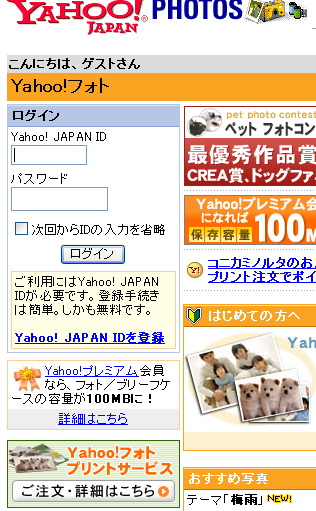 YAHOO! JAPAN PHOTOS
こんにちは、ゲストさん
Yahoo!フォト
ログイン
Yahoo! JAPAN ID
パスワード
次回からIDの入力を省略
ログイン
ご利用にはYahoo! JAPAN
IDが必要です。登録手続き
は簡単。しかも無料です。
Yahoo! JAPAN IDを登録
Yahoo!プレミアム会員
なら、フォト/ブリーフケ
ースの容量が100MBに!
詳細はこちら
Yahoo!フォト
プリントサービス
ご注文・詳細はこちら
pet photo contest
ペット フォトコン
最優秀作品賞
CREA賞、ドッグファ
Yahoo!プレミアム会
になれば
保存容量 100M
Y!
コニカミノルタのお
プリント注文でポイ
はじめての方へ
Yah
おすすめ写真
テーマ「梅雨」NEW!